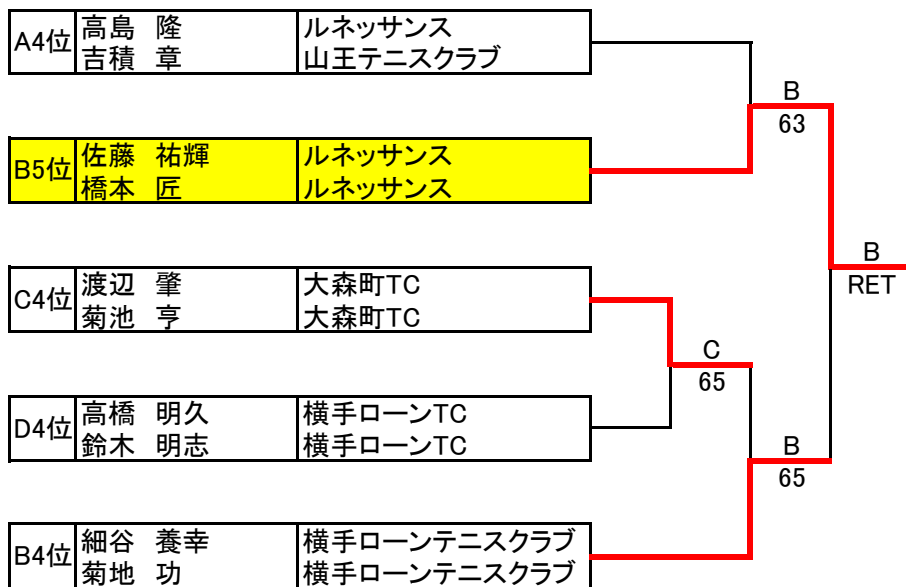 A4位 高島 隆 ルネッサンス
吉積 章 山王テニスクラブ
B
63
B5位 佐藤 祐輝 ルネッサンス
橋本 匠 ルネッサンス
B
RET
C4位 渡辺 肇 大森町TC
菊池 亨 大森町TC
C
65
D4位 高橋 明久 横手ローンTC
鈴木 明志 横手ローンTC
B
65
B4位 細谷 養幸 横手ローンテニスクラブ
菊地 功 横手ローンテニスクラブ